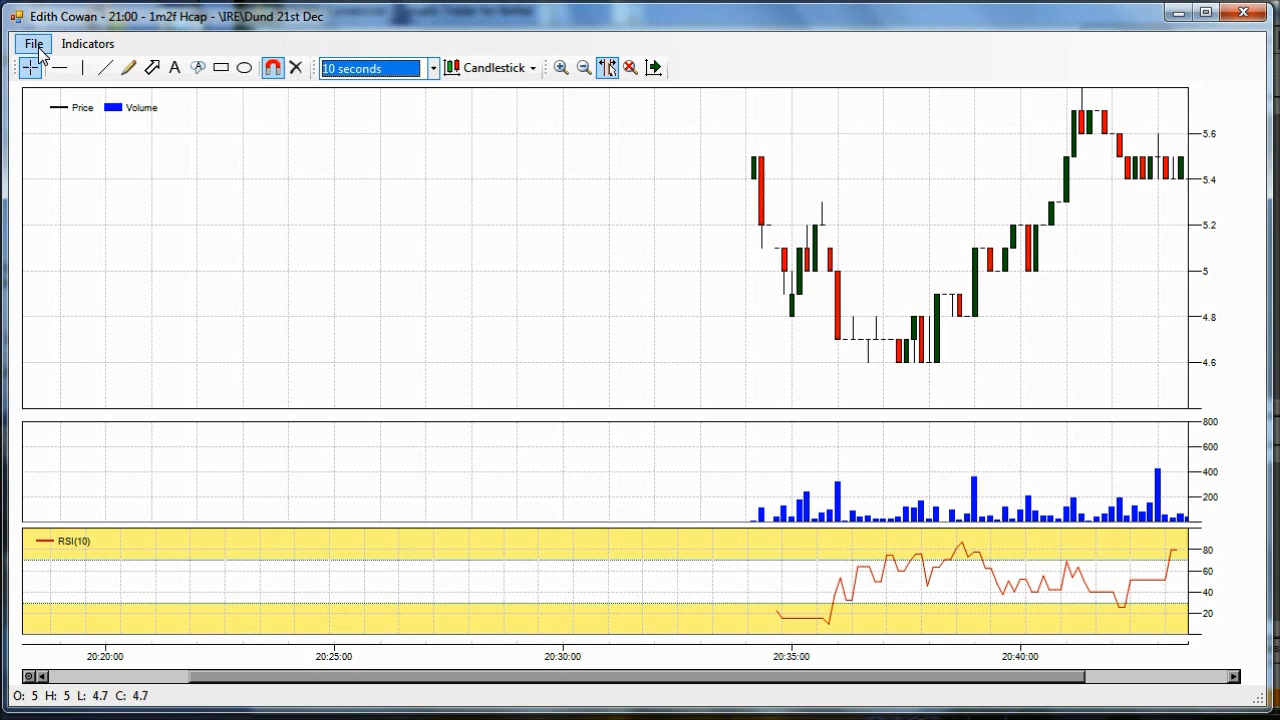 Edith Cowan - 21:00 - 1m2f Hcap - \IRE\Dund 21st Dec
File Indicators
A 10 seconds Candlestick
Price Volume
5.6
5.4
5.2
5
4.8
4.6
800
600
400
200
RSI(10)
80
60
40
20
20:20:00 20:25:00 20:30:00 20:35:00 20:40:00
O: 5 H: 5 L: 4.7 C: 4.7